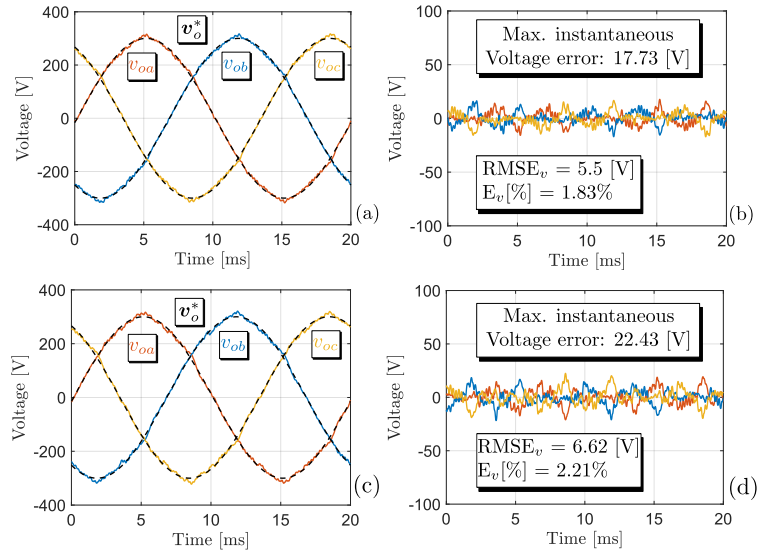 400
200
0
-200
-400
0
5
10
15
20
Voltage [V]
Time [ms]
v*o
voa
vob
voc
(a)
100
50
0
-50
-100
0
5
10
15
20
Voltage [V]
Time [ms]
Max. instantaneous
Voltage error: 17.73 [V]
RMSEv = 5.5 [V]
Ev[%] = 1.83%
(b)
400
200
0
-200
-400
0
5
10
15
20
Voltage [V]
Time [ms]
v*o
voa
vob
voc
(c)
100
50
0
-50
-100
0
5
10
15
20
Voltage [V]
Time [ms]
Max. instantaneous
Voltage error: 22.43 [V]
RMSEv = 6.62 [V]
Ev[%] = 2.21%
(d)